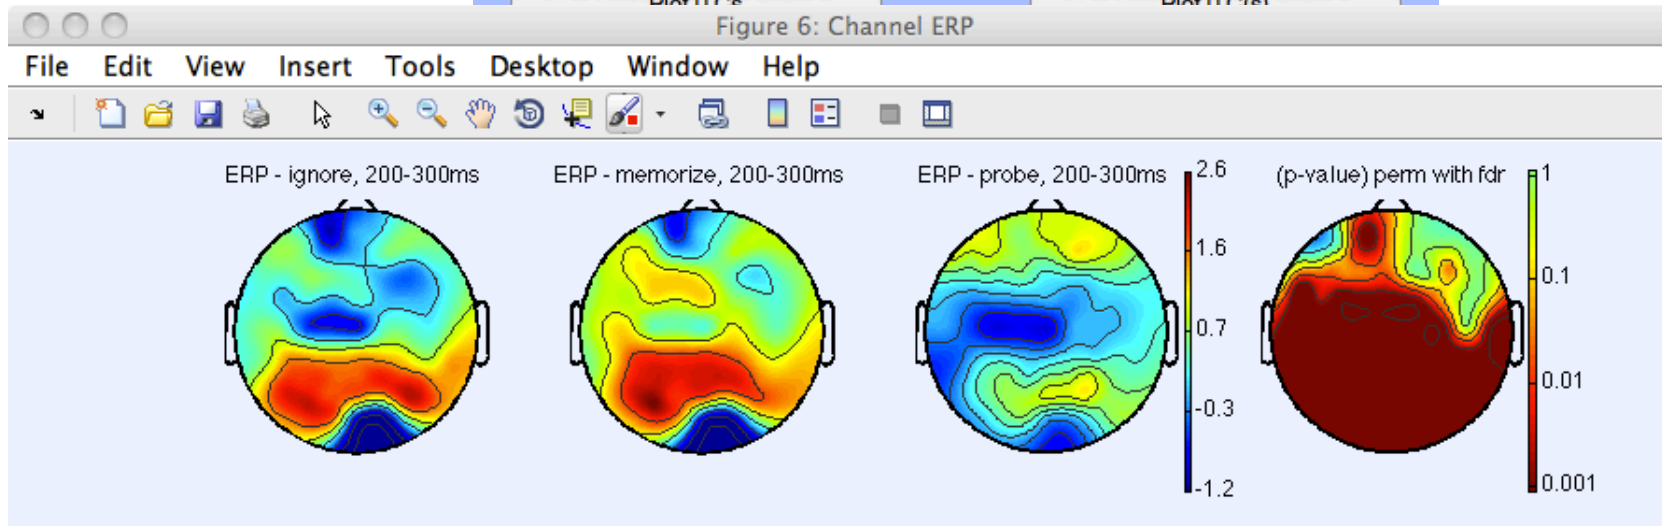 Figure 6: Channel ERP
File Edit View Insert Tools Desktop Window Help
ERP - ignore, 200-300ms
ERP - memorize, 200-300ms
ERP - probe, 200-300ms
2.6
1.6
0.7
-0.3
-1.2
(p-value) perm with fdr
1
0.1
0.01
0.001